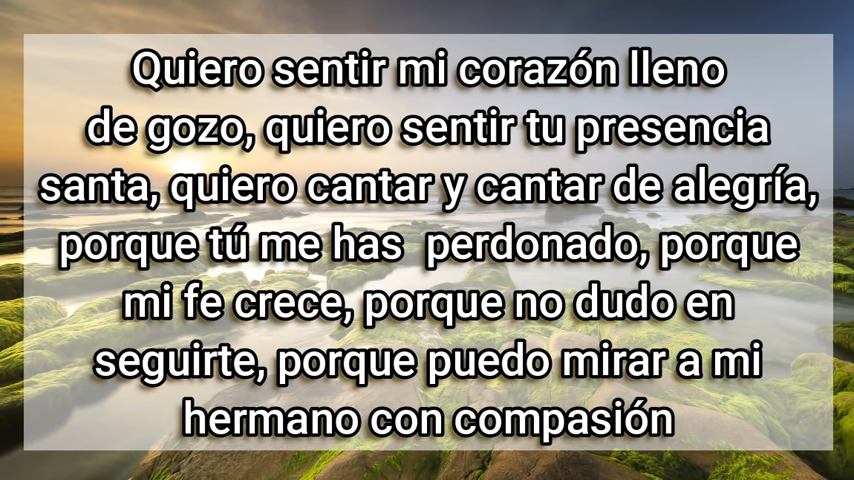 Quiero sentir mi corazón lleno
de gozo, quiero sentir tu presencia
santa, quiero cantar y cantar de alegría,
porque tú me has  perdonado, porque
mi fe crece, porque no dudo en
seguirte, porque puedo mirar a mi
hermano con compasión